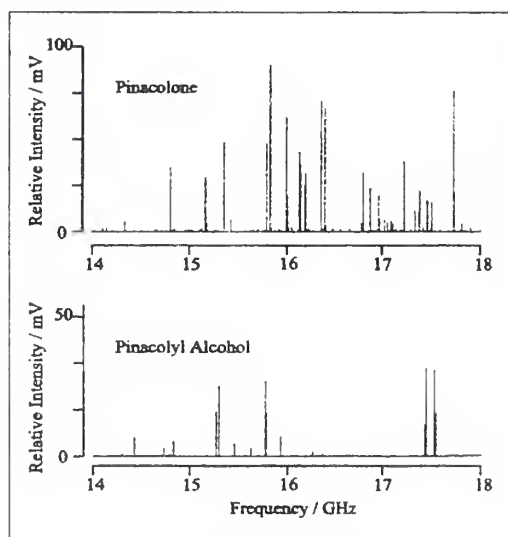 100
Pinacolone
Relative Intensity / mV
0
14 15 16 17 18
50
Pinacolyl Alcohol
Relative Intensity / mV
0
14 15 16 17 18
Frequency / GHz